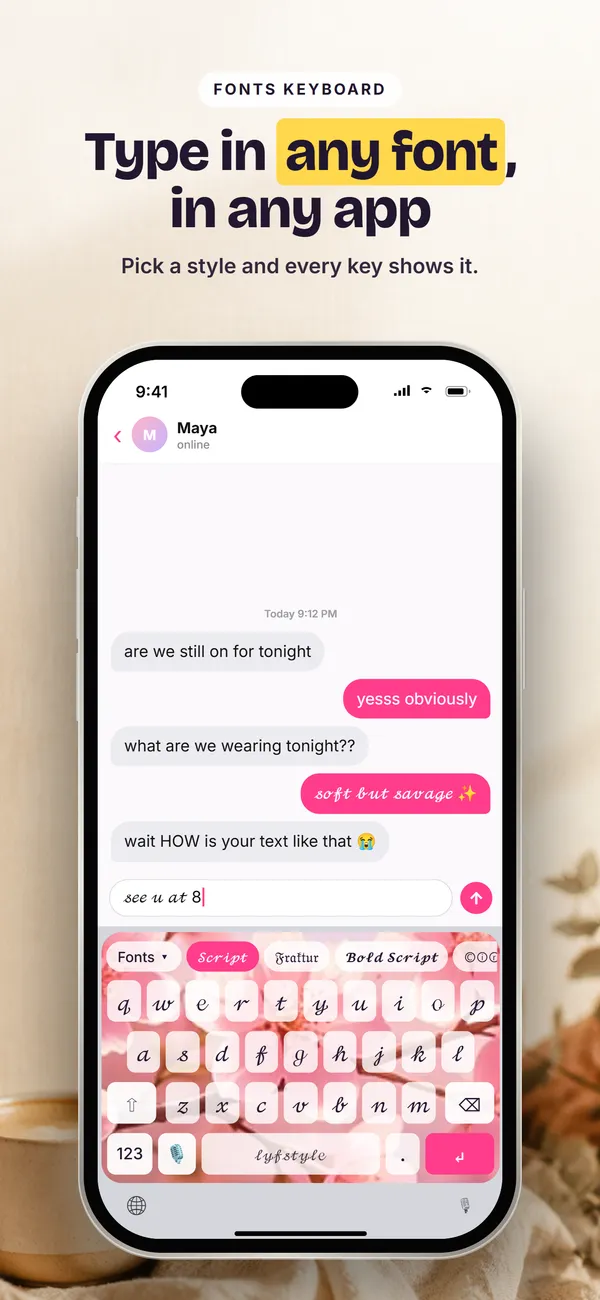 FONTS KEYBOARD
Type in any font,
in any app
Pick a style and every key shows it.
9:41
M
Maya
online
Today 9:12 PM
are we still on for tonight
yesss obviously
what are we wearing tonight??
𝓈𝑜𝒻𝓉 𝒷𝓊𝓉 𝓈𝒶𝓋𝒶𝑔𝑒 ✨
wait HOW is your text like that 😭
𝓈𝑒𝑒 𝓊 𝒶𝓉 8
Fonts ▾ 𝒮𝒸𝓇𝒾𝓅𝓉 𝔉𝔯𝔞𝔨𝔱𝔲𝔯 𝓑𝓸𝓵𝓭 𝓢𝓬𝓻𝓲𝓹𝓽
𝓆 𝓌 𝑒 𝓇 𝓉 𝓎 𝓊 𝒾 𝑜 𝓅
𝒶 𝓈 𝒹 𝒻 𝑔 𝒽 𝒿 𝓀 𝓁
𝓏 𝓍 𝒸 𝓋 𝒷 𝓃 𝓂
123 𝓁𝓎𝒻𝓈𝓉𝓎𝓁𝑒 .